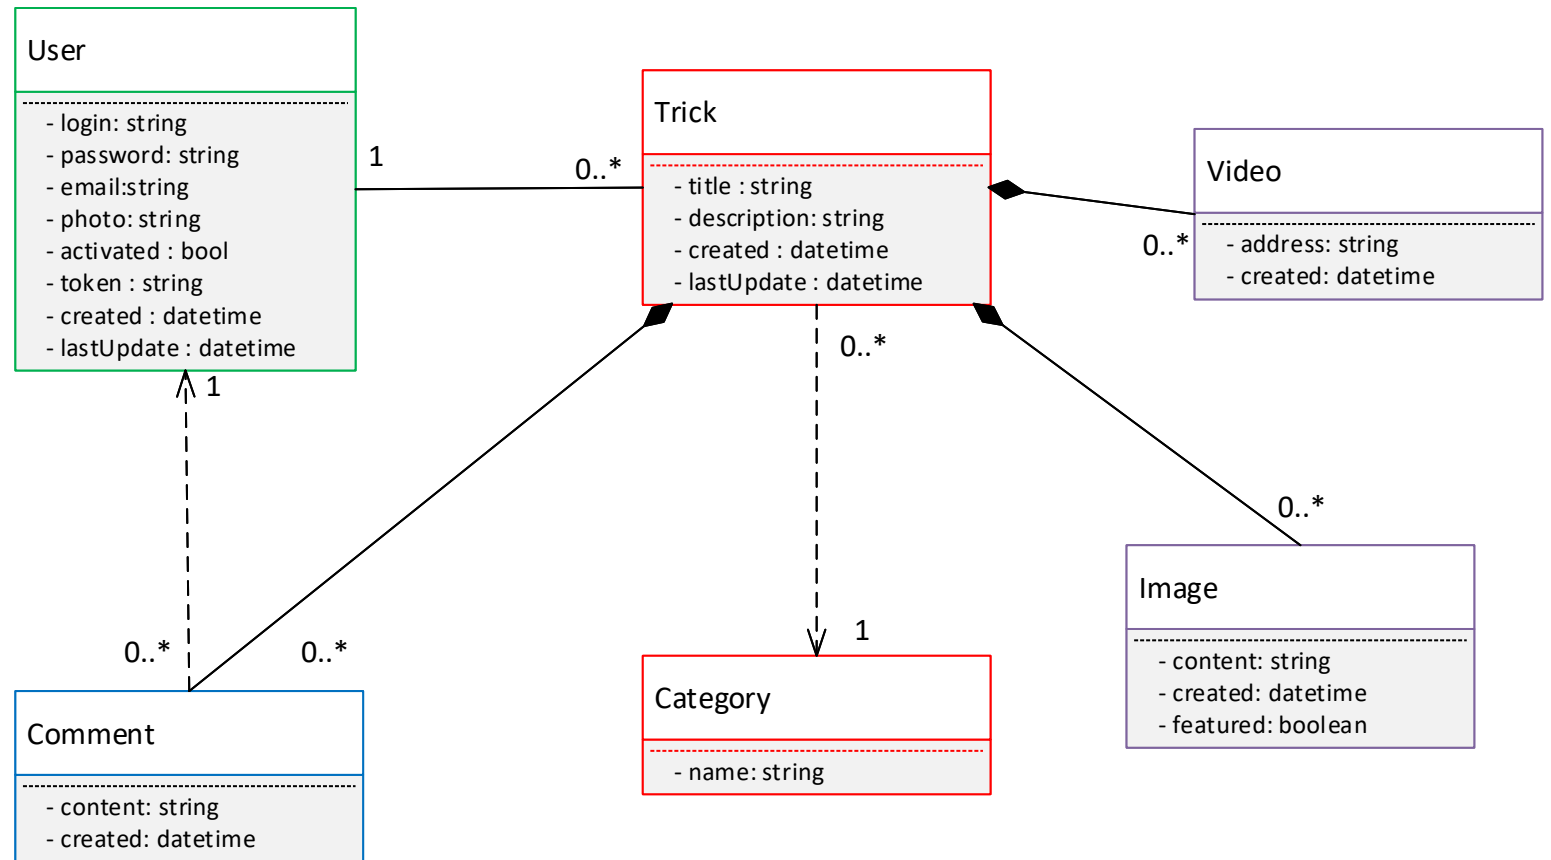 User
- login: string
- password: string
- email:string
- photo: string
- activated : bool
- token : string
- created : datetime
- lastUpdate : datetime
1
0..*
Trick
- title : string
- description: string
- created : datetime
- lastUpdate : datetime
Video
- address: string
- created: datetime
0..*
1
0..*
0..*
0..*
0..*
1
Comment
- content: string
- created: datetime
Category
- name: string
Image
- content: string
- created: datetime
- featured: boolean